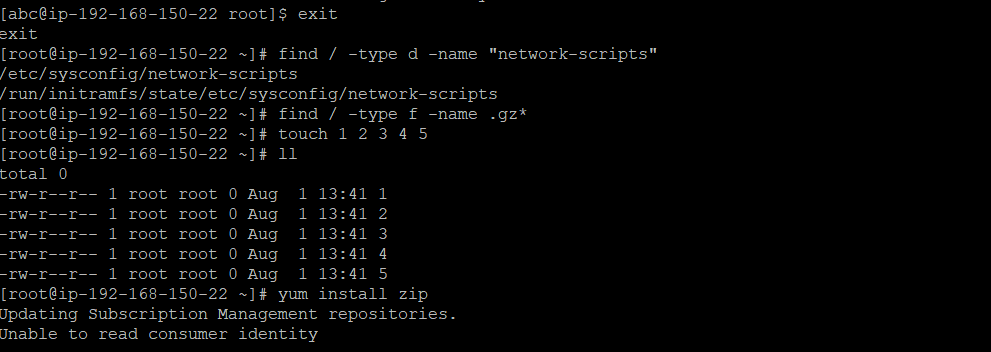 [abc@ip-192-168-150-22 root]$ exit
exit
[root@ip-192-168-150-22 ~]# find / -type d -name "network-scripts"
/etc/sysconfig/network-scripts
/run/initramfs/state/etc/sysconfig/network-scripts
[root@ip-192-168-150-22 ~]# find / -type f -name .gz*
[root@ip-192-168-150-22 ~]# touch 1 2 3 4 5
[root@ip-192-168-150-22 ~]# ll
total 0
-rw-r--r-- 1 root root 0 Aug  1 13:41 1
-rw-r--r-- 1 root root 0 Aug  1 13:41 2
-rw-r--r-- 1 root root 0 Aug  1 13:41 3
-rw-r--r-- 1 root root 0 Aug  1 13:41 4
-rw-r--r-- 1 root root 0 Aug  1 13:41 5
[root@ip-192-168-150-22 ~]# yum install zip
Updating Subscription Management repositories.
Unable to read consumer identity